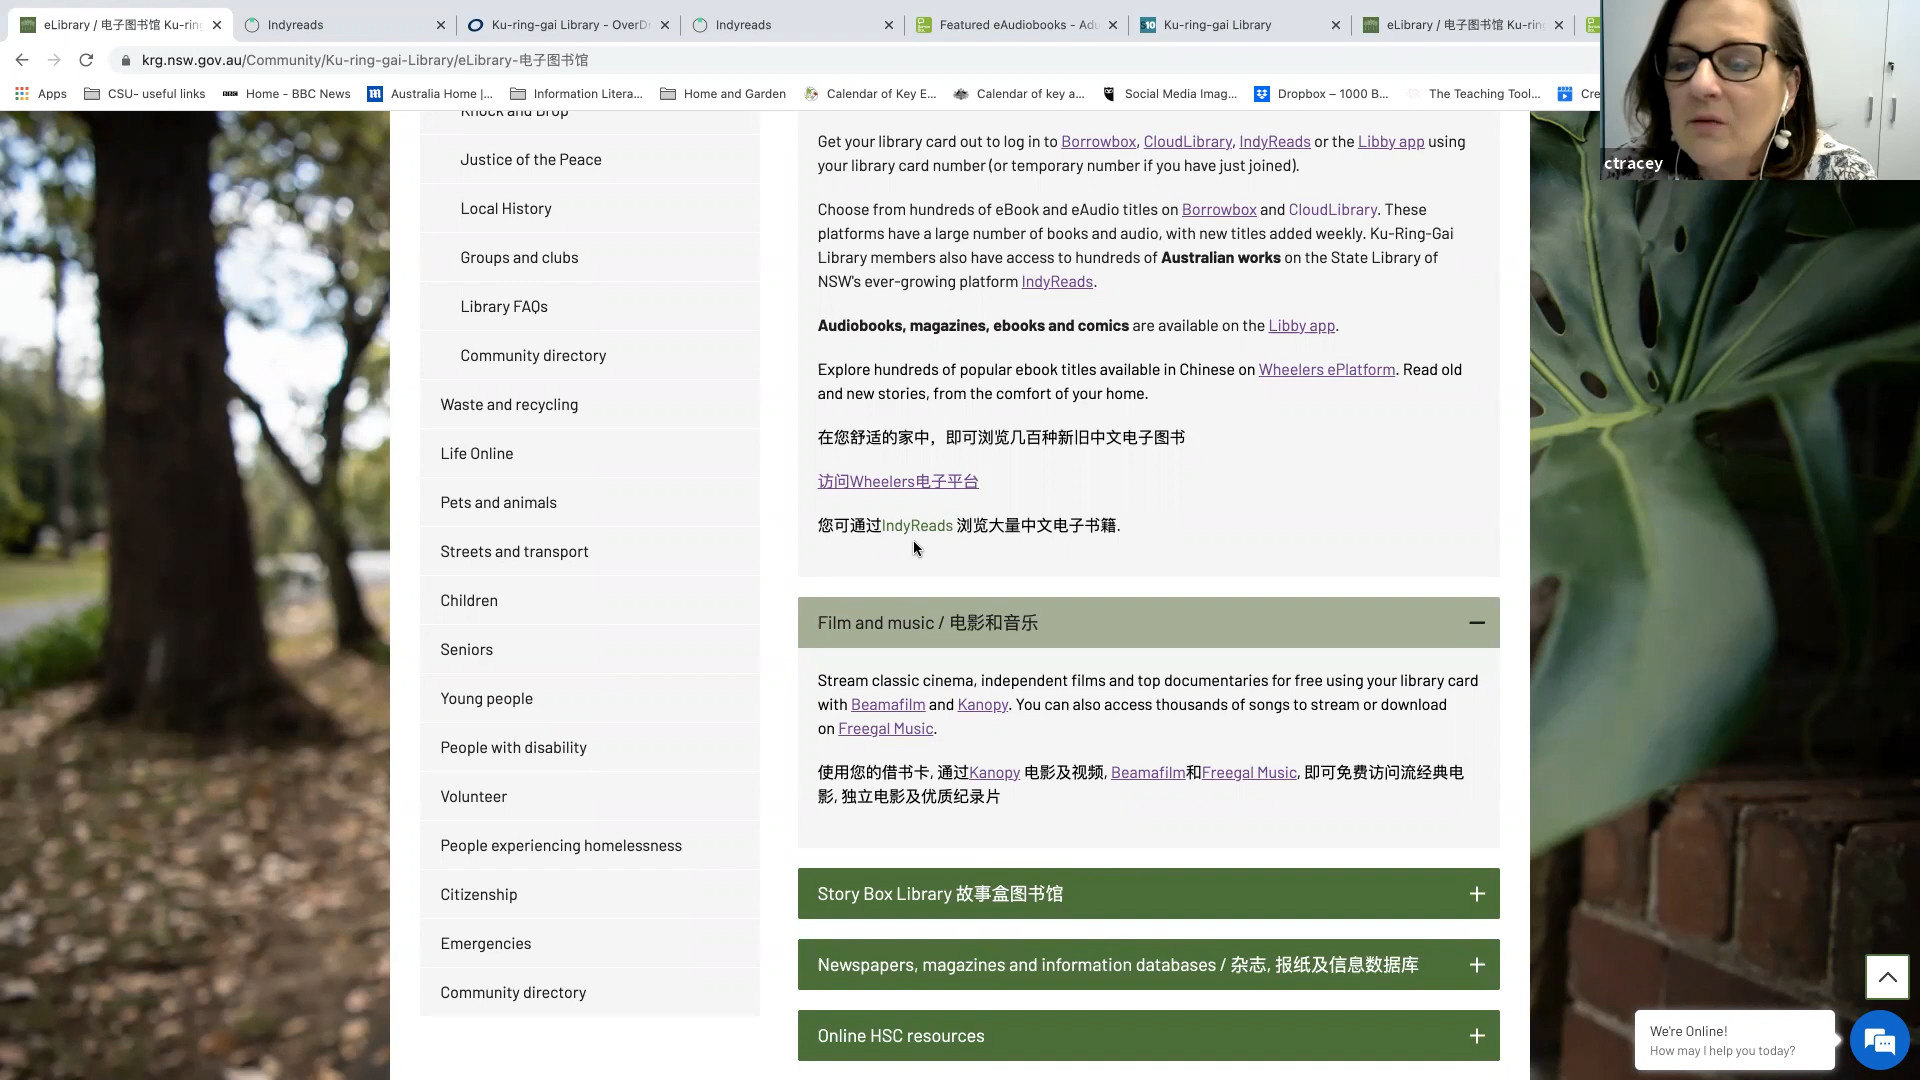 eLibrary / 电子图书馆 Ku-ring
Indyreads
Ku-ring-gai Library - OverD
Indyreads
Featured eAudiobooks - Adu
Ku-ring-gai Library
eLibrary / 电子图书馆 Ku-ring
krg.nsw.gov.au/Community/Ku-ring-gai-Library/eLibrary-电子图书馆
Apps
CSU- useful links
Home - BBC News
Australia Home |...
Information Litera...
Home and Garden
Calendar of Key E...
Calendar of key a...
Social Media Imag...
Dropbox – 1000 B...
The Teaching Tool...
Cre
ctracey
Knock and Drop
Justice of the Peace
Local History
Groups and clubs
Library FAQs
Community directory
Waste and recycling
Life Online
Pets and animals
Streets and transport
Children
Seniors
Young people
People with disability
Volunteer
People experiencing homelessness
Citizenship
Emergencies
Community directory
Get your library card out to log in to Borrowbox, CloudLibrary, IndyReads or the Libby app using
your library card number (or temporary number if you have just joined).
Choose from hundreds of eBook and eAudio titles on Borrowbox and CloudLibrary. These
platforms have a large number of books and audio, with new titles added weekly. Ku-Ring-Gai
Library members also have access to hundreds of Australian works on the State Library of
NSW's ever-growing platform IndyReads.
Audiobooks, magazines, ebooks and comics are available on the Libby app.
Explore hundreds of popular ebook titles available in Chinese on Wheelers ePlatform. Read old
and new stories, from the comfort of your home.
在您舒适的家中，即可浏览几百种新旧中文电子图书
访问Wheelers电子平台
您可通过IndyReads 浏览大量中文电子书籍.
Film and music / 电影和音乐
Stream classic cinema, independent films and top documentaries for free using your library card
with Beamafilm and Kanopy. You can also access thousands of songs to stream or download
on Freegal Music.
使用您的借书卡, 通过Kanopy 电影及视频, Beamafilm和Freegal Music, 即可免费访问流经典电
影, 独立电影及优质纪录片
Story Box Library 故事盒图书馆
Newspapers, magazines and information databases / 杂志, 报纸及信息数据库
Online HSC resources
We're Online!
How may I help you today?